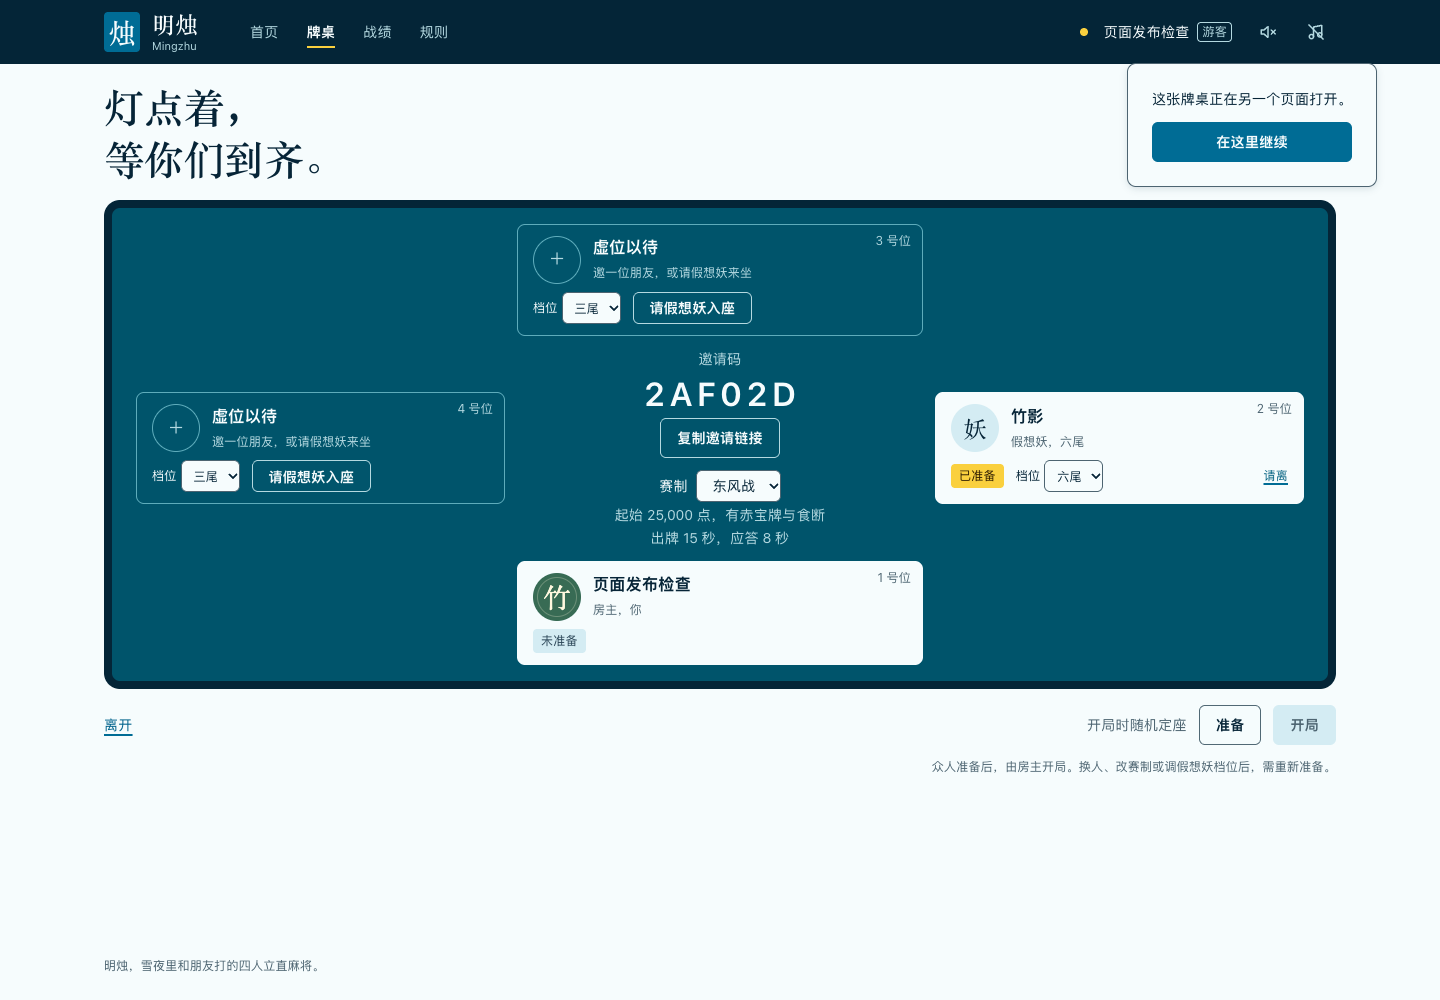 烛
明烛
Mingzhu
首页
牌桌
战绩
规则
页面发布检查
游客
这张牌桌正在另一个页面打开。
在这里继续
灯点着，
等你们到齐。
虚位以待
3 号位
邀一位朋友，或请假想妖来坐
档位
三尾
请假想妖入座
邀请码
2AF02D
复制邀请链接
赛制
东风战
起始 25,000 点，有赤宝牌与食断
出牌 15 秒，应答 8 秒
虚位以待
4 号位
邀一位朋友，或请假想妖来坐
档位
三尾
请假想妖入座
妖
竹影
2 号位
假想妖，六尾
已准备
档位
六尾
请离
竹
页面发布检查
1 号位
房主，你
未准备
离开
开局时随机定座
准备
开局
众人准备后，由房主开局。换人、改赛制或调假想妖档位后，需重新准备。
明烛，雪夜里和朋友打的四人立直麻将。